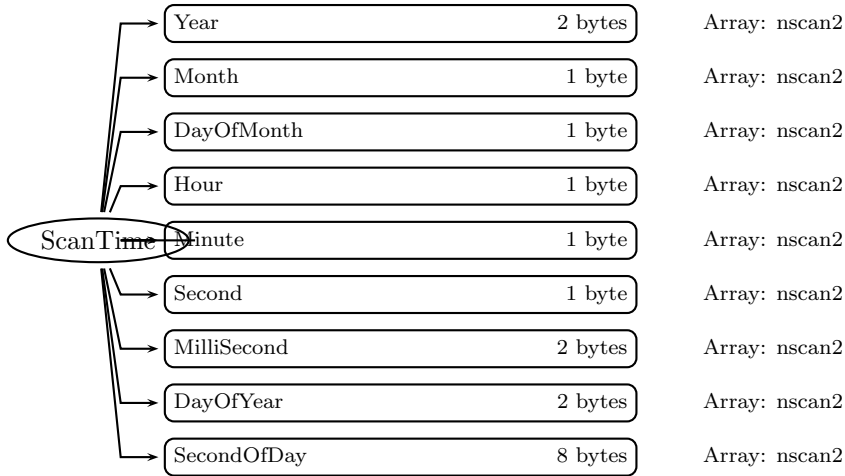 Year 2 bytes Array: nscan2
Month 1 byte Array: nscan2
DayOfMonth 1 byte Array: nscan2
Hour 1 byte Array: nscan2
ScanTime Minute 1 byte Array: nscan2
Second 1 byte Array: nscan2
MilliSecond 2 bytes Array: nscan2
DayOfYear 2 bytes Array: nscan2
SecondOfDay 8 bytes Array: nscan2